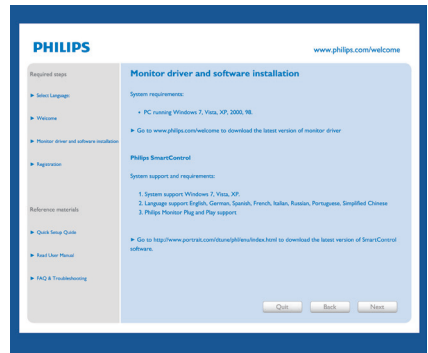 PHILIPS
www.philips.com/welcome
Required steps
Select Language:
Welcome
Monitor driver and software installation
Registration
Reference materials
Quick Setup Quide
Read User Manual
FAQ & Troubleshooting
Monitor driver and software installation
System requirements:
• PC running Windows 7, Vista, XP, 2000, 98.
► Go to www.philips.com/welcome to download the latest version of monitor driver
Philips SmartControl
System support and requirements:
1. System support Windows 7, Vista, XP.
2. Language support English, German, Spanish, French, Italian, Russian, Portuguese, Simplified Chinese
3. Philips Monitor Plug and Play support
► Go to http://www.portrait.com/dtune/phl/enu/index.html to download the latest version of SmartControl
software.
Quit
Back
Next